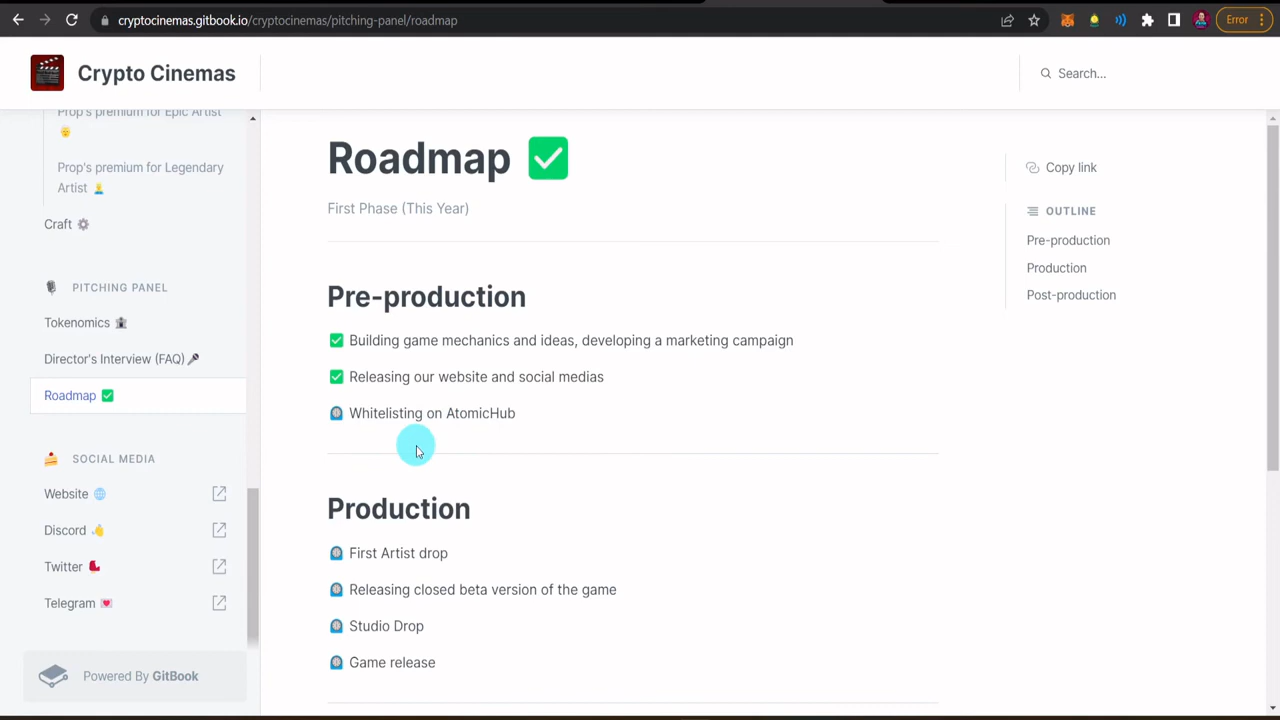 cryptocinemas.gitbook.io/cryptocinemas/pitching-panel/roadmap
Error
Crypto Cinemas
Search...
Prop's premium for Epic Artist
Prop's premium for Legendary
Artist
Craft
PITCHING PANEL
Tokenomics
Director's Interview (FAQ)
Roadmap
SOCIAL MEDIA
Website
Discord
Twitter
Telegram
Powered By GitBook
Roadmap
First Phase (This Year)
Pre-production
Building game mechanics and ideas, developing a marketing campaign
Releasing our website and social medias
Whitelisting on AtomicHub
Production
First Artist drop
Releasing closed beta version of the game
Studio Drop
Game release
Copy link
OUTLINE
Pre-production
Production
Post-production